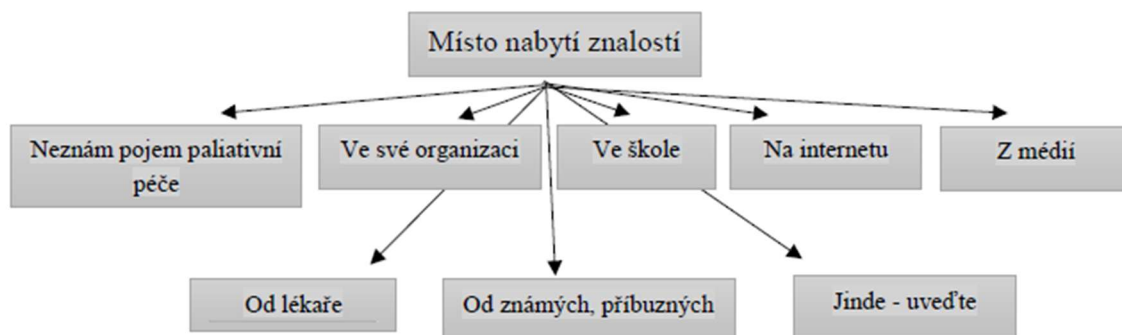 Místo nabytí znalostí
Neznám pojem paliativní
péče
Ve své organizaci
Ve škole
Na internetu
Z médií
Od lékaře
Od známých, příbuzných
Jinde - uveďte